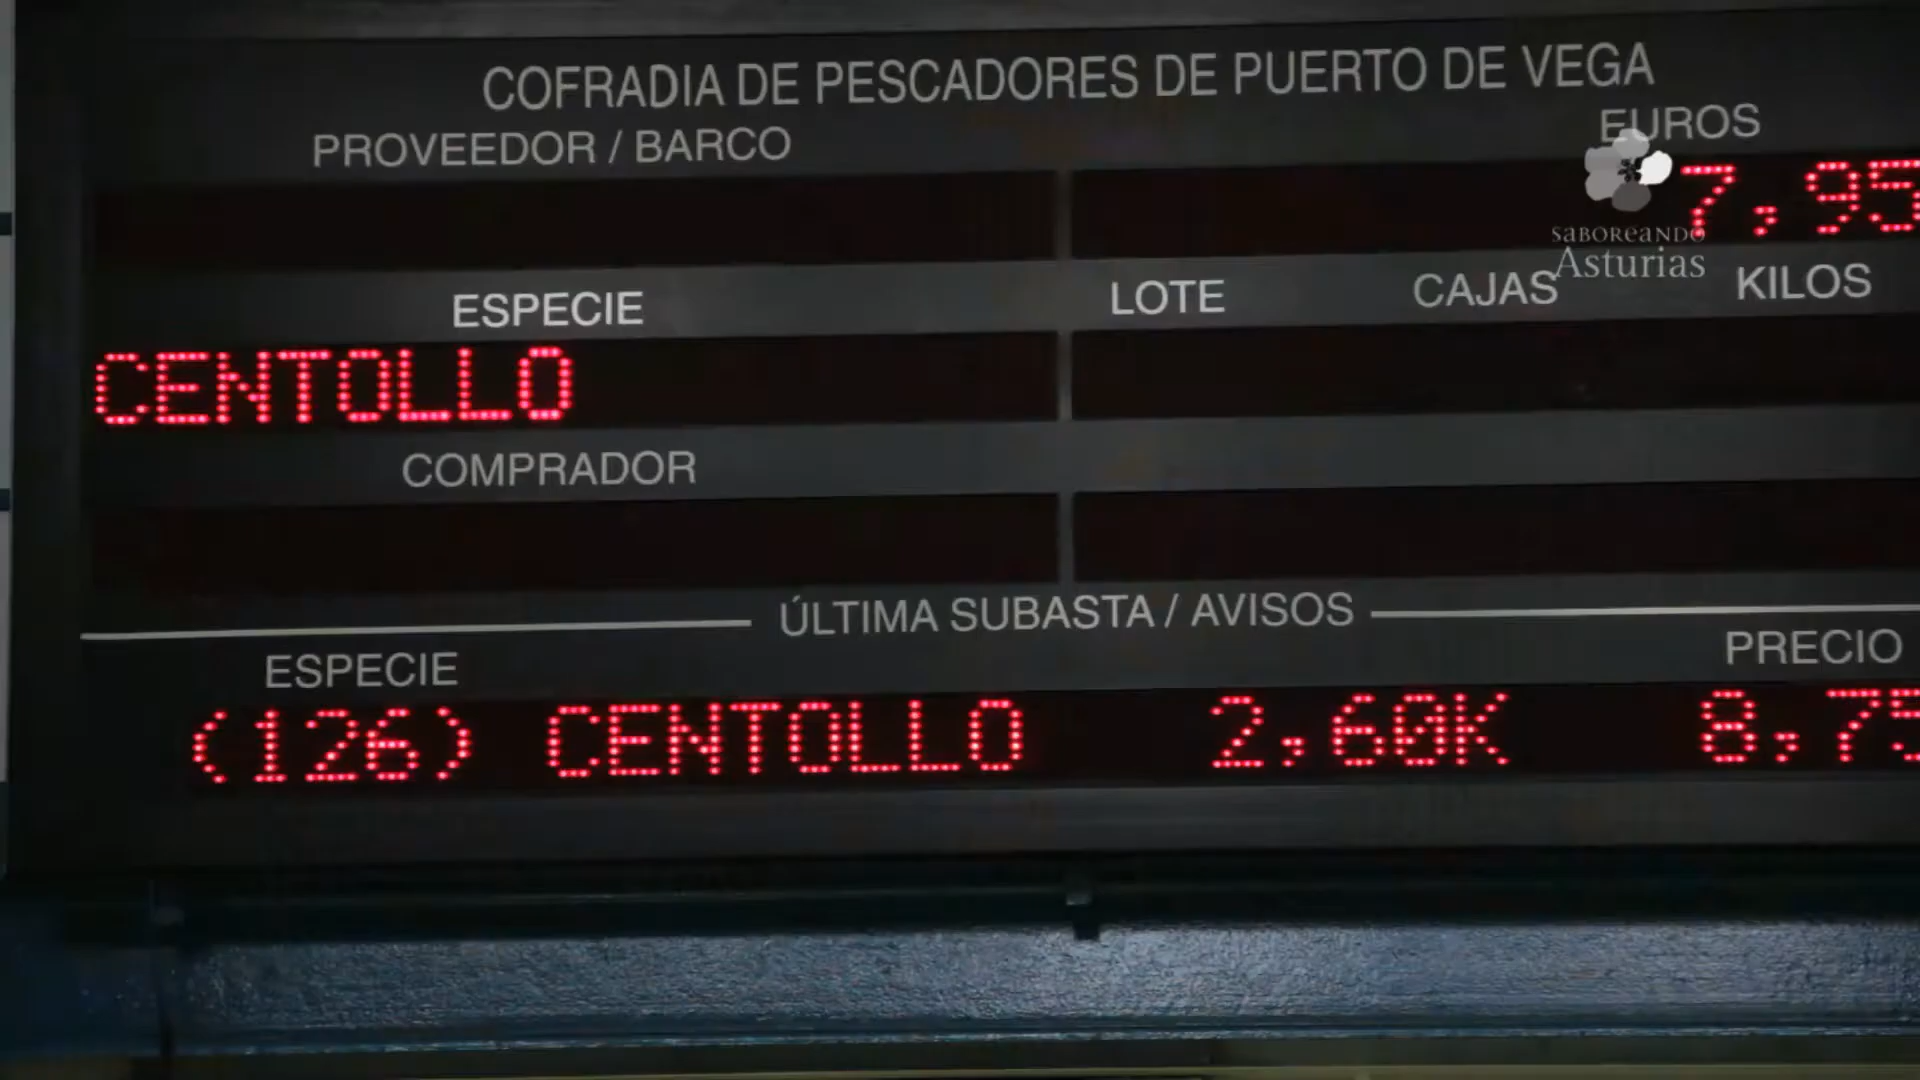 COFRADIA DE PESCADORES DE PUERTO DE VEGA
PROVEEDOR / BARCO EUROS
7,95
SABOREANDO
Asturias
ESPECIE LOTE CAJAS KILOS
CENTOLLO
COMPRADOR
ÚLTIMA SUBASTA / AVISOS
ESPECIE PRECIO
(126) CENTOLLO 2,60K 8,75